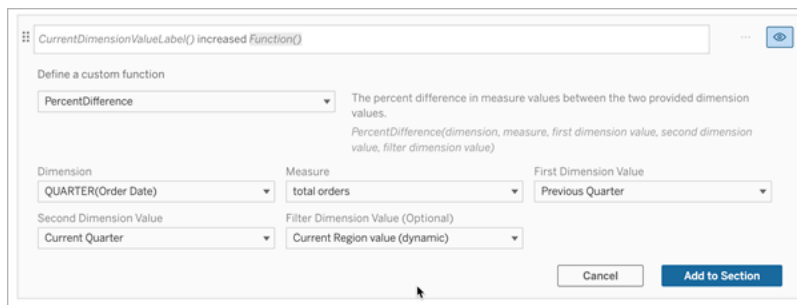 CurrentDimensionValueLabel() increased Function()
Define a custom function
PercentDifference
The percent difference in measure values between the two provided dimension
values.
PercentDifference(dimension, measure, first dimension value, second dimension
value, filter dimension value)
Dimension
Measure
First Dimension Value
QUARTER(Order Date)
total orders
Previous Quarter
Second Dimension Value
Filter Dimension Value (Optional)
Current Quarter
Current Region value (dynamic)
Cancel
Add to Section